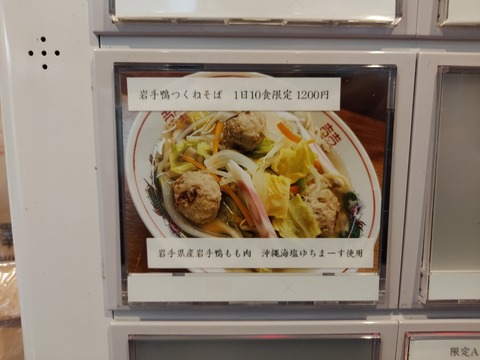 岩手鴨つくねそば　1日10食限定 1200円
岩手県産岩手鴨もも肉　沖縄海塩ゆちまーす使用
限定A